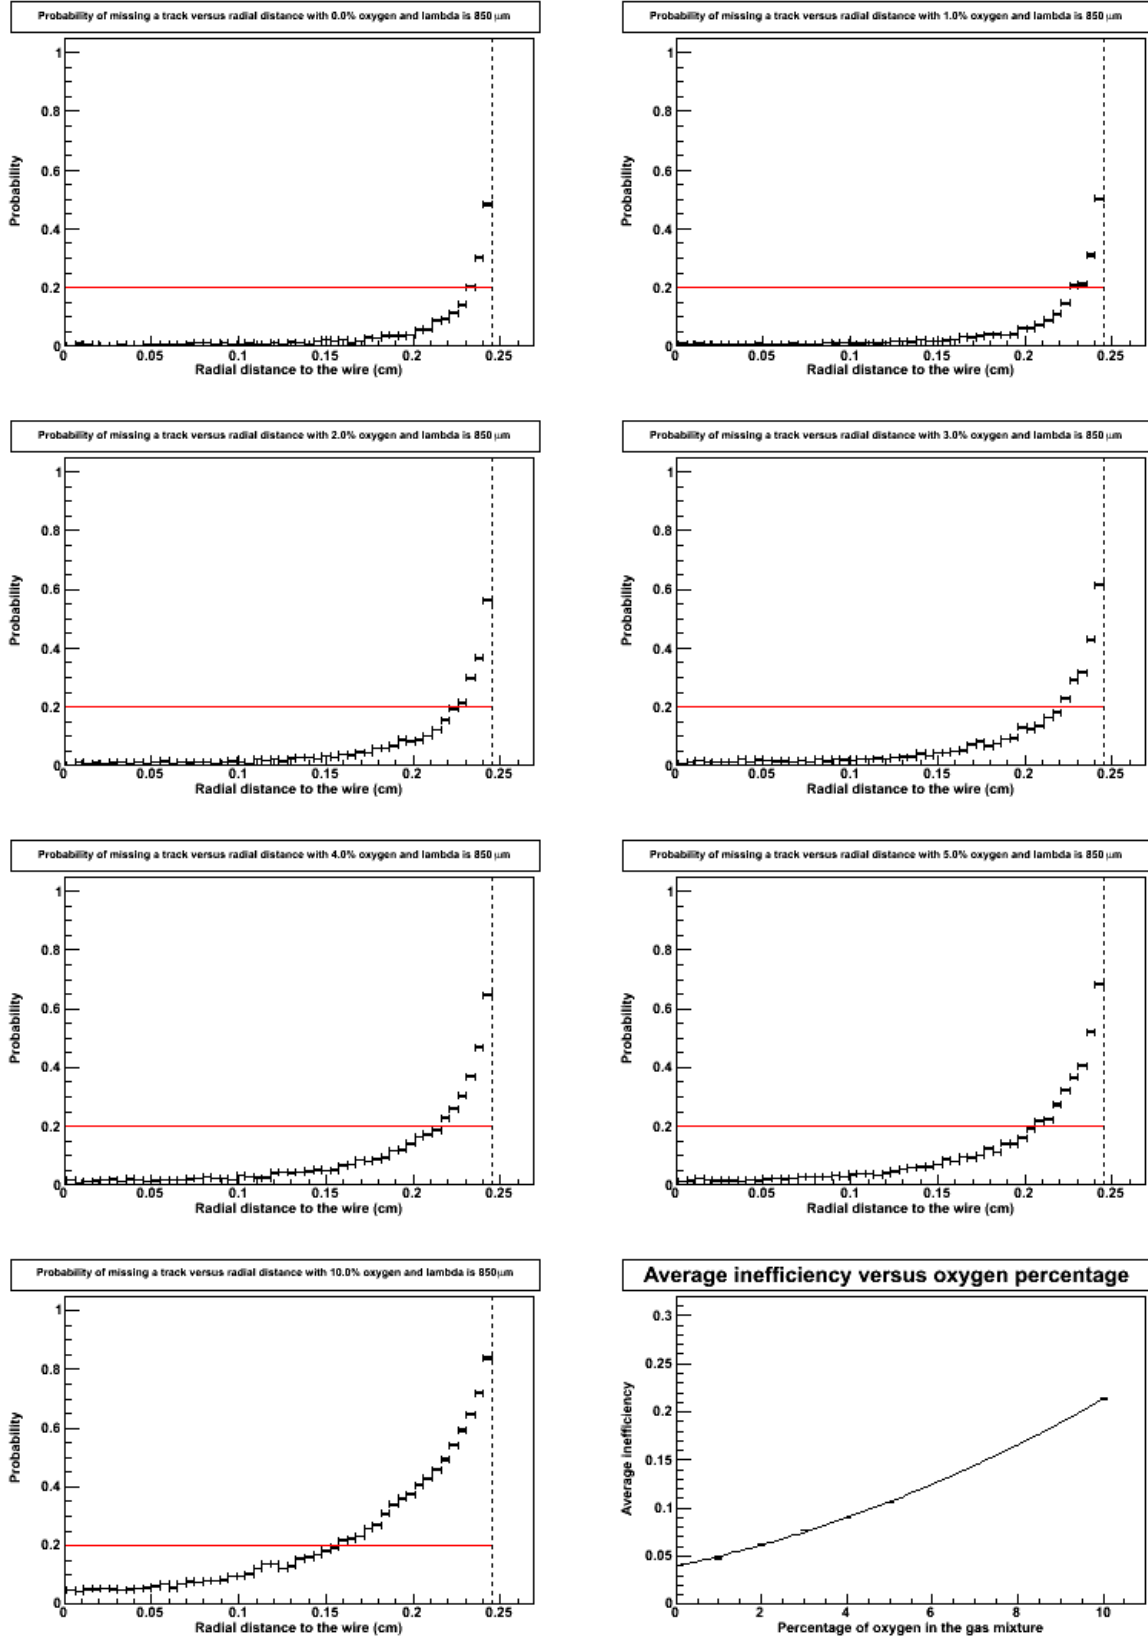 Probability of missing a track versus radial distance with 0.0% oxygen and lambda is 850 μm
Probability
1
0.8
0.6
0.4
0.2
0
0 0.05 0.1 0.15 0.2 0.25
Radial distance to the wire (cm)
Probability of missing a track versus radial distance with 1.0% oxygen and lambda is 850 μm
Probability
1
0.8
0.6
0.4
0.2
0
0 0.05 0.1 0.15 0.2 0.25
Radial distance to the wire (cm)
Probability of missing a track versus radial distance with 2.0% oxygen and lambda is 850 μm
Probability
1
0.8
0.6
0.4
0.2
0
0 0.05 0.1 0.15 0.2 0.25
Radial distance to the wire (cm)
Probability of missing a track versus radial distance with 3.0% oxygen and lambda is 850 μm
Probability
1
0.8
0.6
0.4
0.2
0
0 0.05 0.1 0.15 0.2 0.25
Radial distance to the wire (cm)
Probability of missing a track versus radial distance with 4.0% oxygen and lambda is 850 μm
Probability
1
0.8
0.6
0.4
0.2
0
0 0.05 0.1 0.15 0.2 0.25
Radial distance to the wire (cm)
Probability of missing a track versus radial distance with 5.0% oxygen and lambda is 850 μm
Probability
1
0.8
0.6
0.4
0.2
0
0 0.05 0.1 0.15 0.2 0.25
Radial distance to the wire (cm)
Probability of missing a track versus radial distance with 10.0% oxygen and lambda is 850μm
Probability
1
0.8
0.6
0.4
0.2
0
0 0.05 0.1 0.15 0.2 0.25
Radial distance to the wire (cm)
Average inefficiency versus oxygen percentage
Average inefficiency
0.3
0.25
0.2
0.15
0.1
0.05
0
0 2 4 6 8 10
Percentage of oxygen in the gas mixture